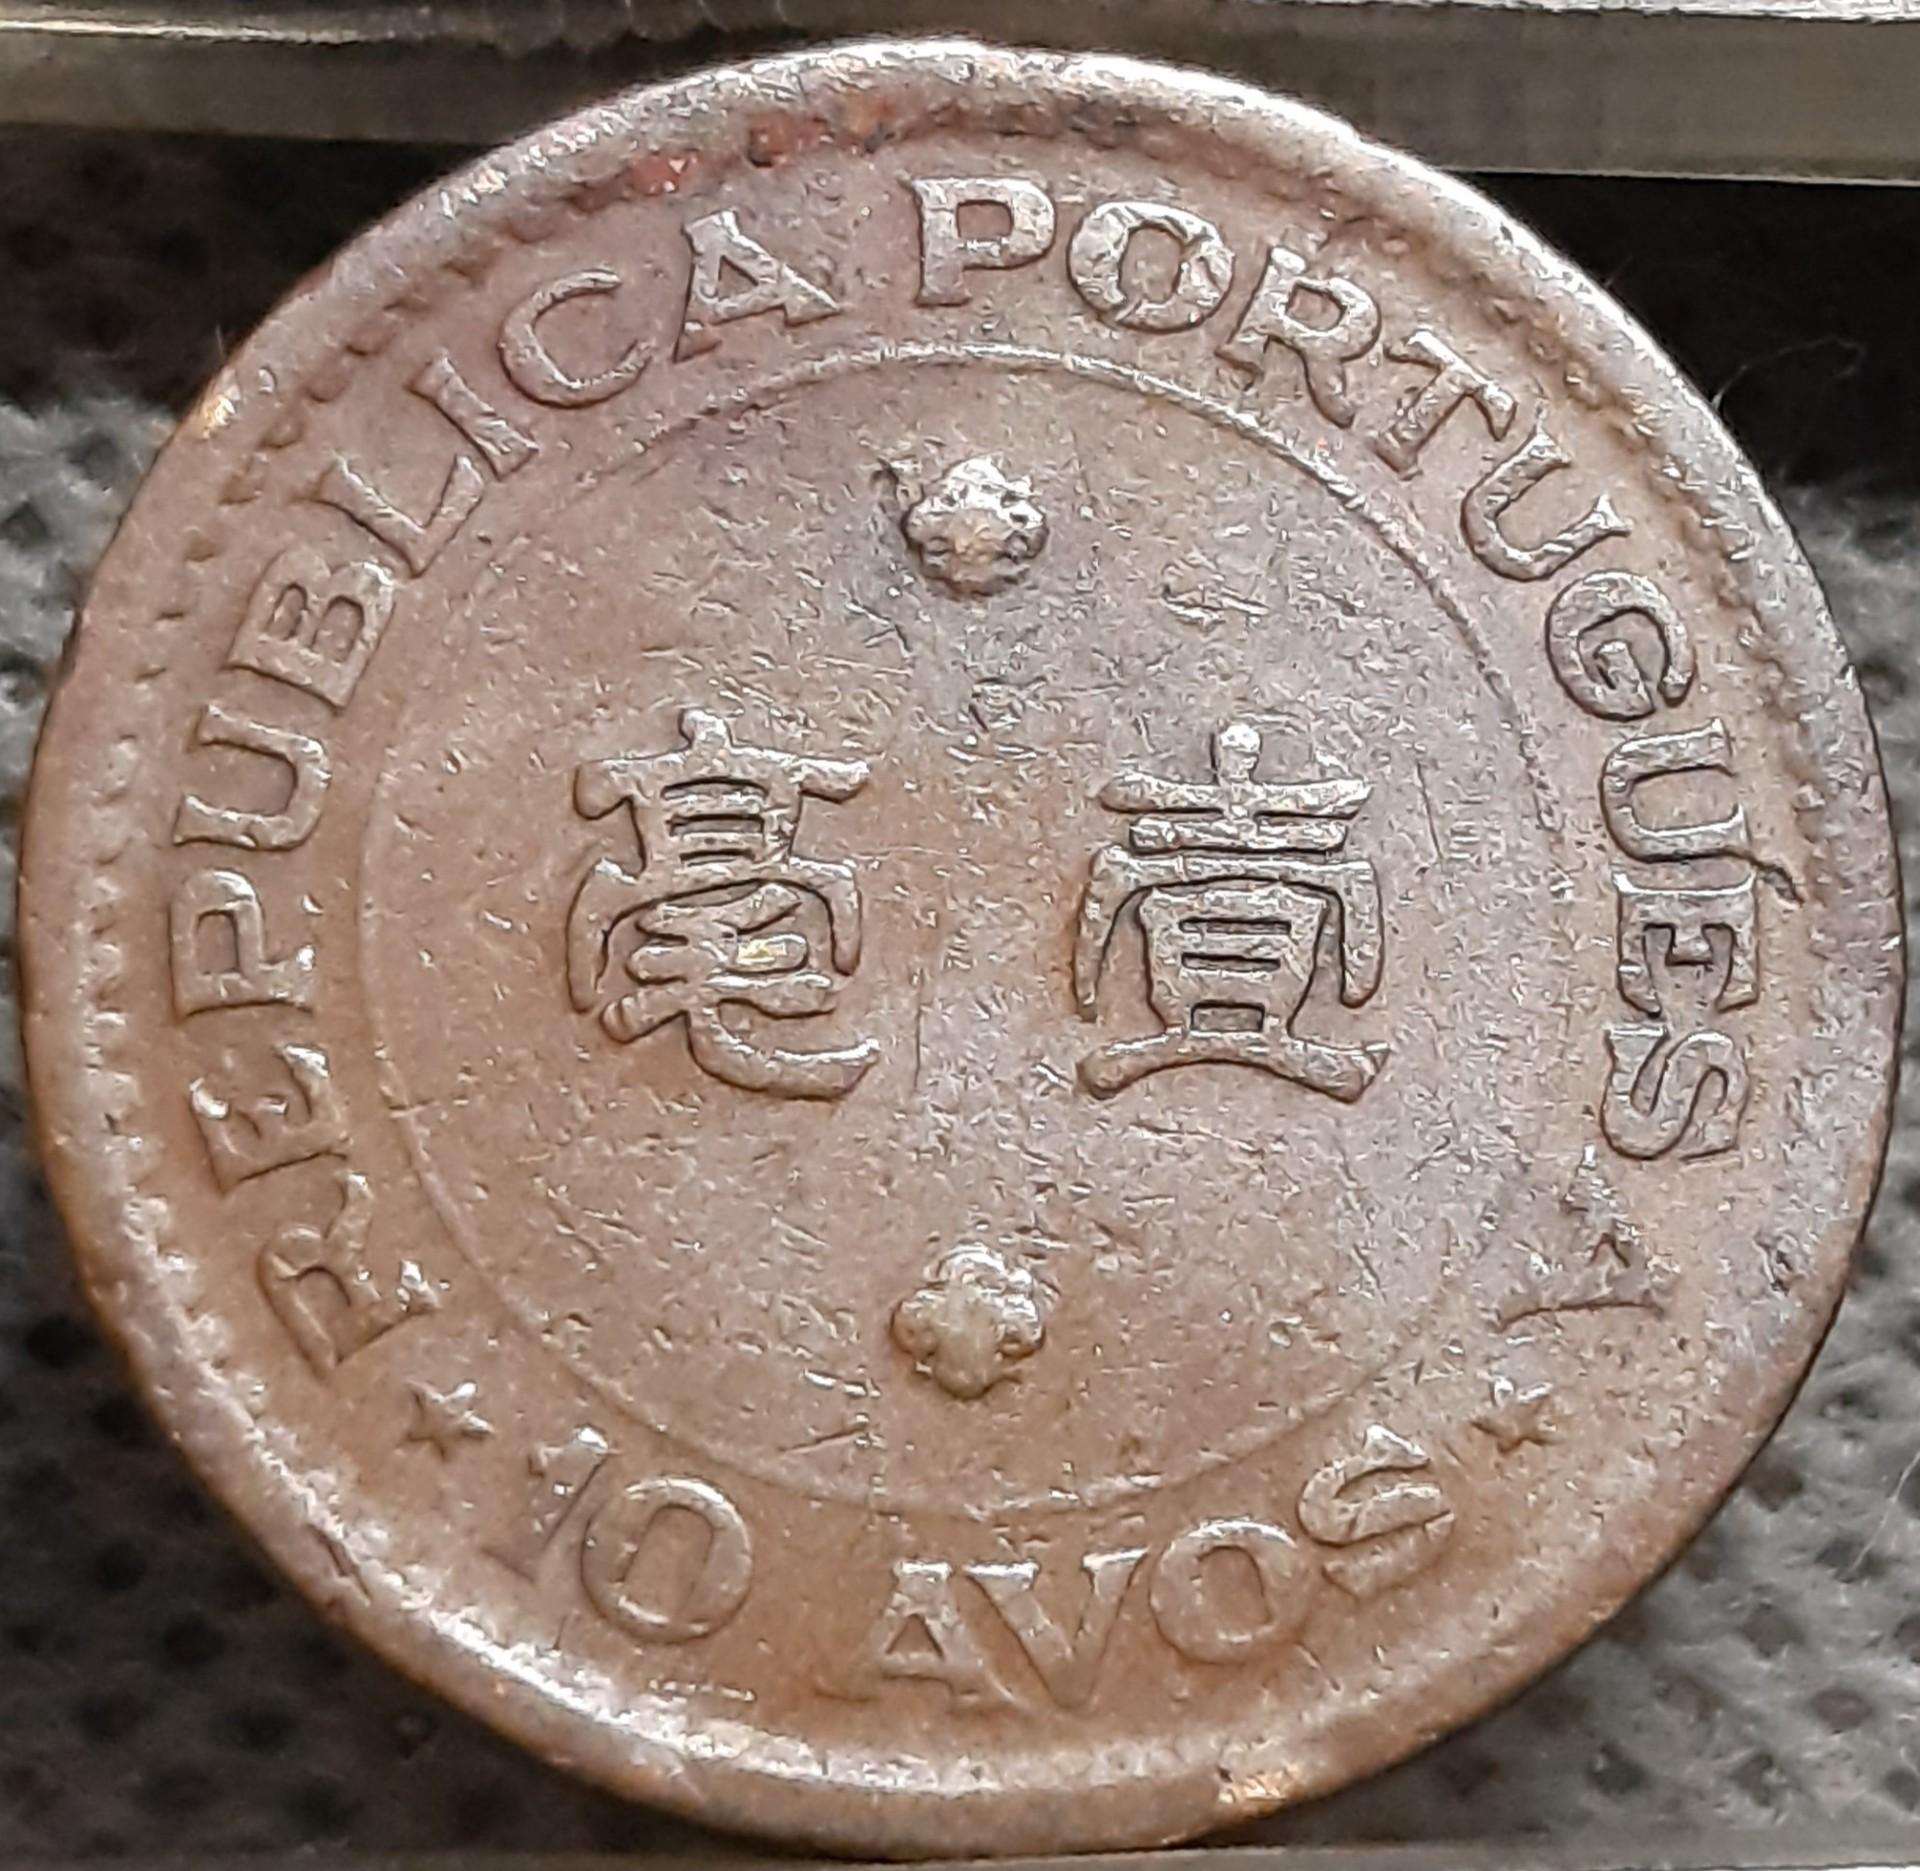 REPUBLICA PORTUGUESA
壹毫
10 AVOS